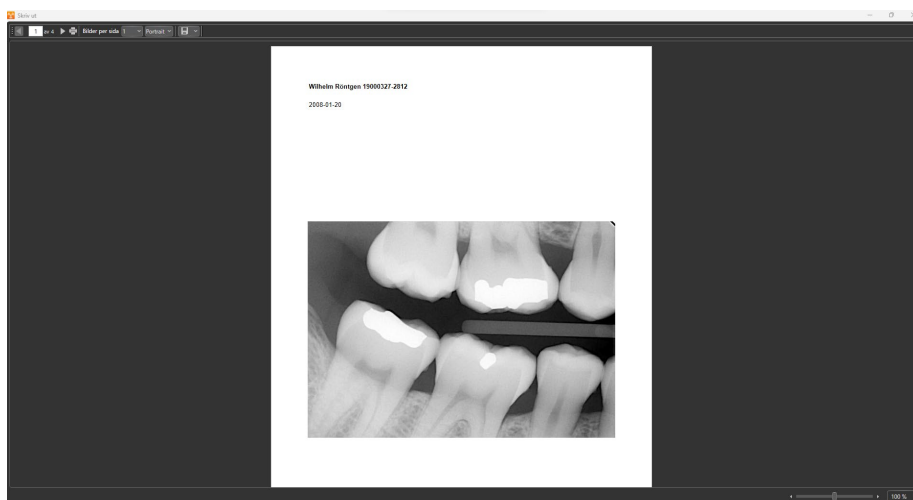 Skriv ut
1 av 4 Bilder per sida 1 Portrait
Wilhelm Röntgen 19000327-2812
2008-01-20
100 %